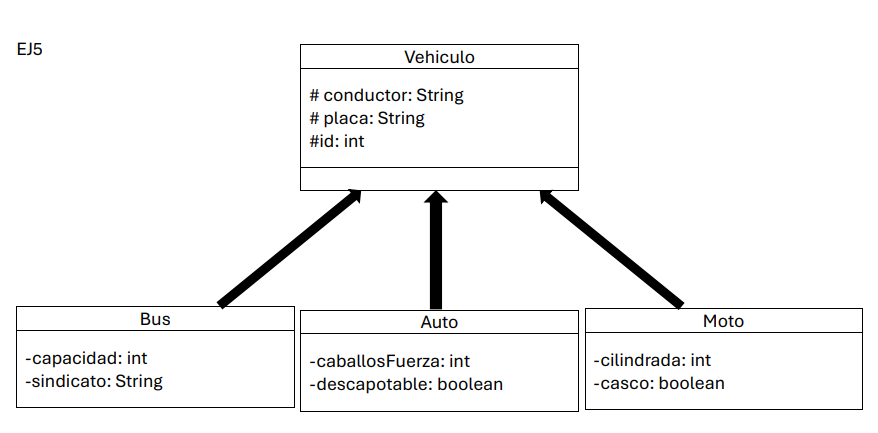 EJ5
Vehiculo
# conductor: String
# placa: String
#id: int
Bus
-capacidad: int
-sindicato: String
Auto
-caballosFuerza: int
-descapotable: boolean
Moto
-cilindrada: int
-casco: boolean